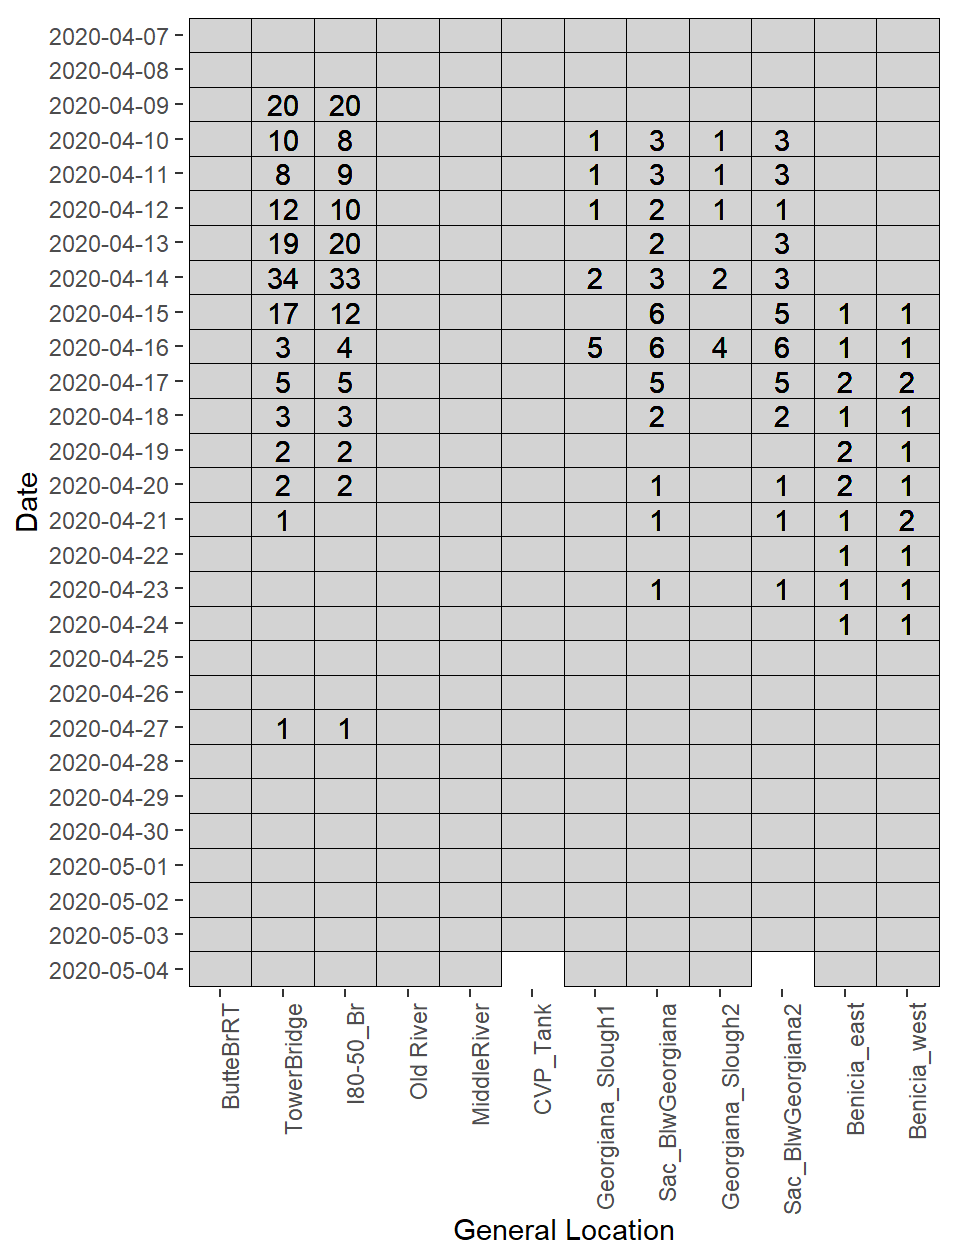 2020-04-07
2020-04-08
2020-04-09 20 20
2020-04-10 10 8 1 3 1 3
2020-04-11 8 9 1 3 1 3
2020-04-12 12 10 1 2 1 1
2020-04-13 19 20 2 3
2020-04-14 34 33 2 3 2 3
2020-04-15 17 12 6 5 1 1
2020-04-16 3 4 5 6 4 6 1 1
2020-04-17 5 5 5 5 2 2
2020-04-18 3 3 2 2 1 1
2020-04-19 2 2 2 1
2020-04-20 2 2 1 1 2 1
2020-04-21 1 1 1 1 2
2020-04-22 1 1
2020-04-23 1 1 1 1
2020-04-24 1 1
2020-04-25
2020-04-26
2020-04-27 1 1
2020-04-28
2020-04-29
2020-04-30
2020-05-01
2020-05-02
2020-05-03
2020-05-04
Date
ButteBrRT
TowerBridge
I80-50_Br
Old River
MiddleRiver
CVP_Tank
Georgiana_Slough1
Sac_BlwGeorgiana
Georgiana_Slough2
Sac_BlwGeorgiana2
Benicia_east
Benicia_west
General Location